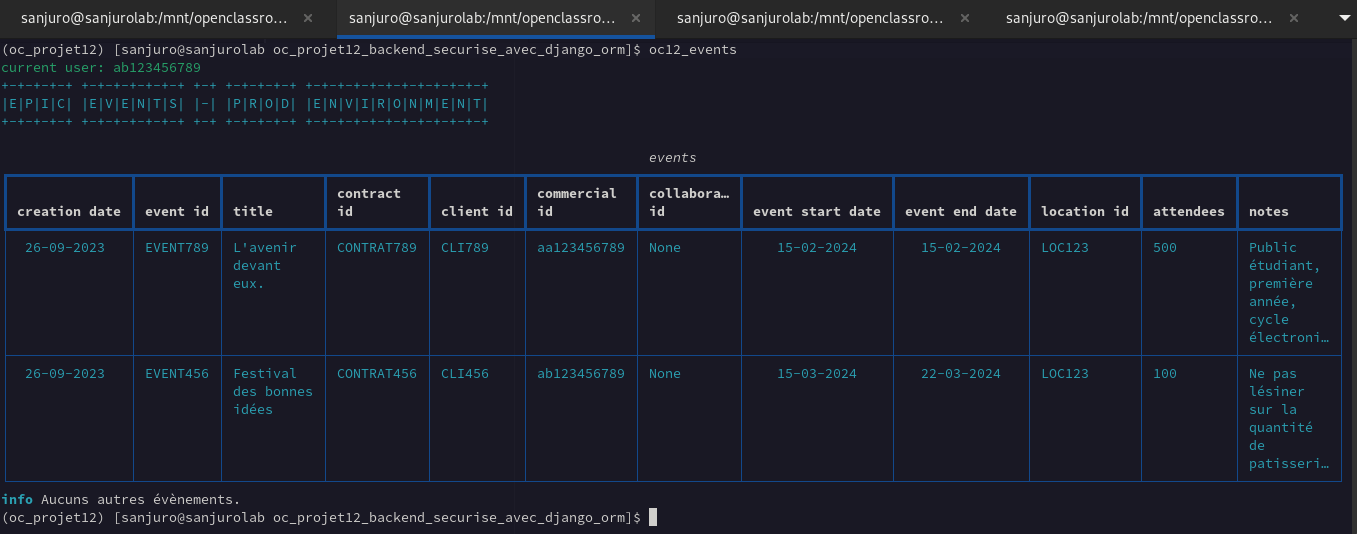 sanjuro@sanjurolab:/mnt/openclassro... × sanjuro@sanjurolab:/mnt/openclassro... × sanjuro@sanjurolab:/mnt/openclassro... × sanjuro@sanjurolab:/mnt/openclassro... ×
(oc_projet12) [sanjuro@sanjurolab oc_projet12_backend_securise_avec_django_orm]$ oc12_events
current user: ab123456789
+-+-+-+-+ +-+-+-+-+-+-+ +-+ +-+-+-+-+ +-+-+-+-+-+-+-+-+-+-+-+
|E|P|I|C| |E|V|E|N|T|S| |-| |P|R|O|D| |E|N|V|I|R|O|N|M|E|N|T|
+-+-+-+-+ +-+-+-+-+-+-+ +-+ +-+-+-+-+ +-+-+-+-+-+-+-+-+-+-+-+
events
contract commercial collabora…
creation date event id title id client id id id event start date event end date location id attendees notes
26-09-2023 EVENT789 L'avenir CONTRAT789 CLI789 aa123456789 None 15-02-2024 15-02-2024 LOC123 500 Public
devant étudiant,
eux. première
année,
cycle
électroni…
26-09-2023 EVENT456 Festival CONTRAT456 CLI456 ab123456789 None 15-03-2024 22-03-2024 LOC123 100 Ne pas
des bonnes lésiner
idées sur la
quantité
de
patisseri…
info Aucuns autres évènements.
(oc_projet12) [sanjuro@sanjurolab oc_projet12_backend_securise_avec_django_orm]$